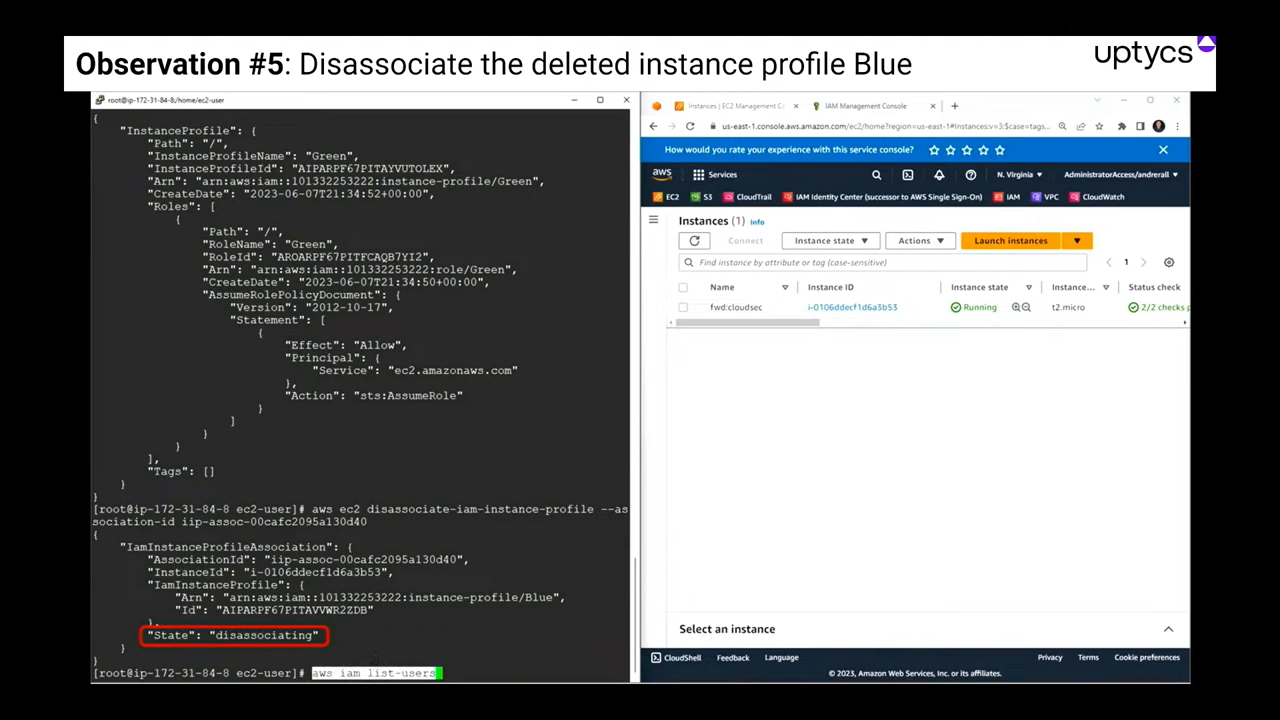 Observation #5: Disassociate the deleted instance profile Blue
uptycs
root@ip-172-31-84-8:/home/ec2-user
{
"InstanceProfile": {
"Path": "/",
"InstanceProfileName": "Green",
"InstanceProfileId": "AIPARPF67PITAYVUTOLEX",
"Arn": "arn:aws:iam::101332253222:instance-profile/Green",
"CreateDate": "2023-06-07T21:34:52+00:00",
"Roles": [
{
"Path": "/",
"RoleName": "Green",
"RoleId": "AROARPF67PITFCAQB7YI2",
"Arn": "arn:aws:iam::101332253222:role/Green",
"CreateDate": "2023-06-07T21:34:50+00:00",
"AssumeRolePolicyDocument": {
"Version": "2012-10-17",
"Statement": [
{
"Effect": "Allow",
"Principal": {
"Service": "ec2.amazonaws.com"
},
"Action": "sts:AssumeRole"
}
]
}
}
],
"Tags": []
}
}
[root@ip-172-31-84-8 ec2-user]# aws ec2 disassociate-iam-instance-profile --as
sociation-id iip-assoc-00cafc2095a130d40
{
"IamInstanceProfileAssociation": {
"AssociationId": "iip-assoc-00cafc2095a130d40",
"InstanceId": "i-0106ddecf1d6a3b53",
"IamInstanceProfile": {
"Arn": "arn:aws:iam::101332253222:instance-profile/Blue",
"Id": "AIPARPF67PITAVVWR2ZDB"
},
"State": "disassociating"
}
}
[root@ip-172-31-84-8 ec2-user]# aws iam list-users
Instances | EC2 Management Co IAM Management Console
us-east-1.console.aws.amazon.com/ec2/home?region=us-east-1#Instances:v=3;$case=tags...
How would you rate your experience with this service console?
aws Services N. Virginia AdministratorAccess/andrerall
EC2 S3 CloudTrail IAM Identity Center (successor to AWS Single Sign-On) IAM VPC CloudWatch
Instances (1) Info
Connect Instance state Actions Launch instances
Find instance by attribute or tag (case-sensitive) 1
Name Instance ID Instance state Instance... Status check
fwd:cloudsec i-0106ddecf1d6a3b53 Running t2.micro 2/2 checks p
Select an instance
CloudShell Feedback Language Privacy Terms Cookie preferences
© 2023, Amazon Web Services, Inc. or its affiliates.